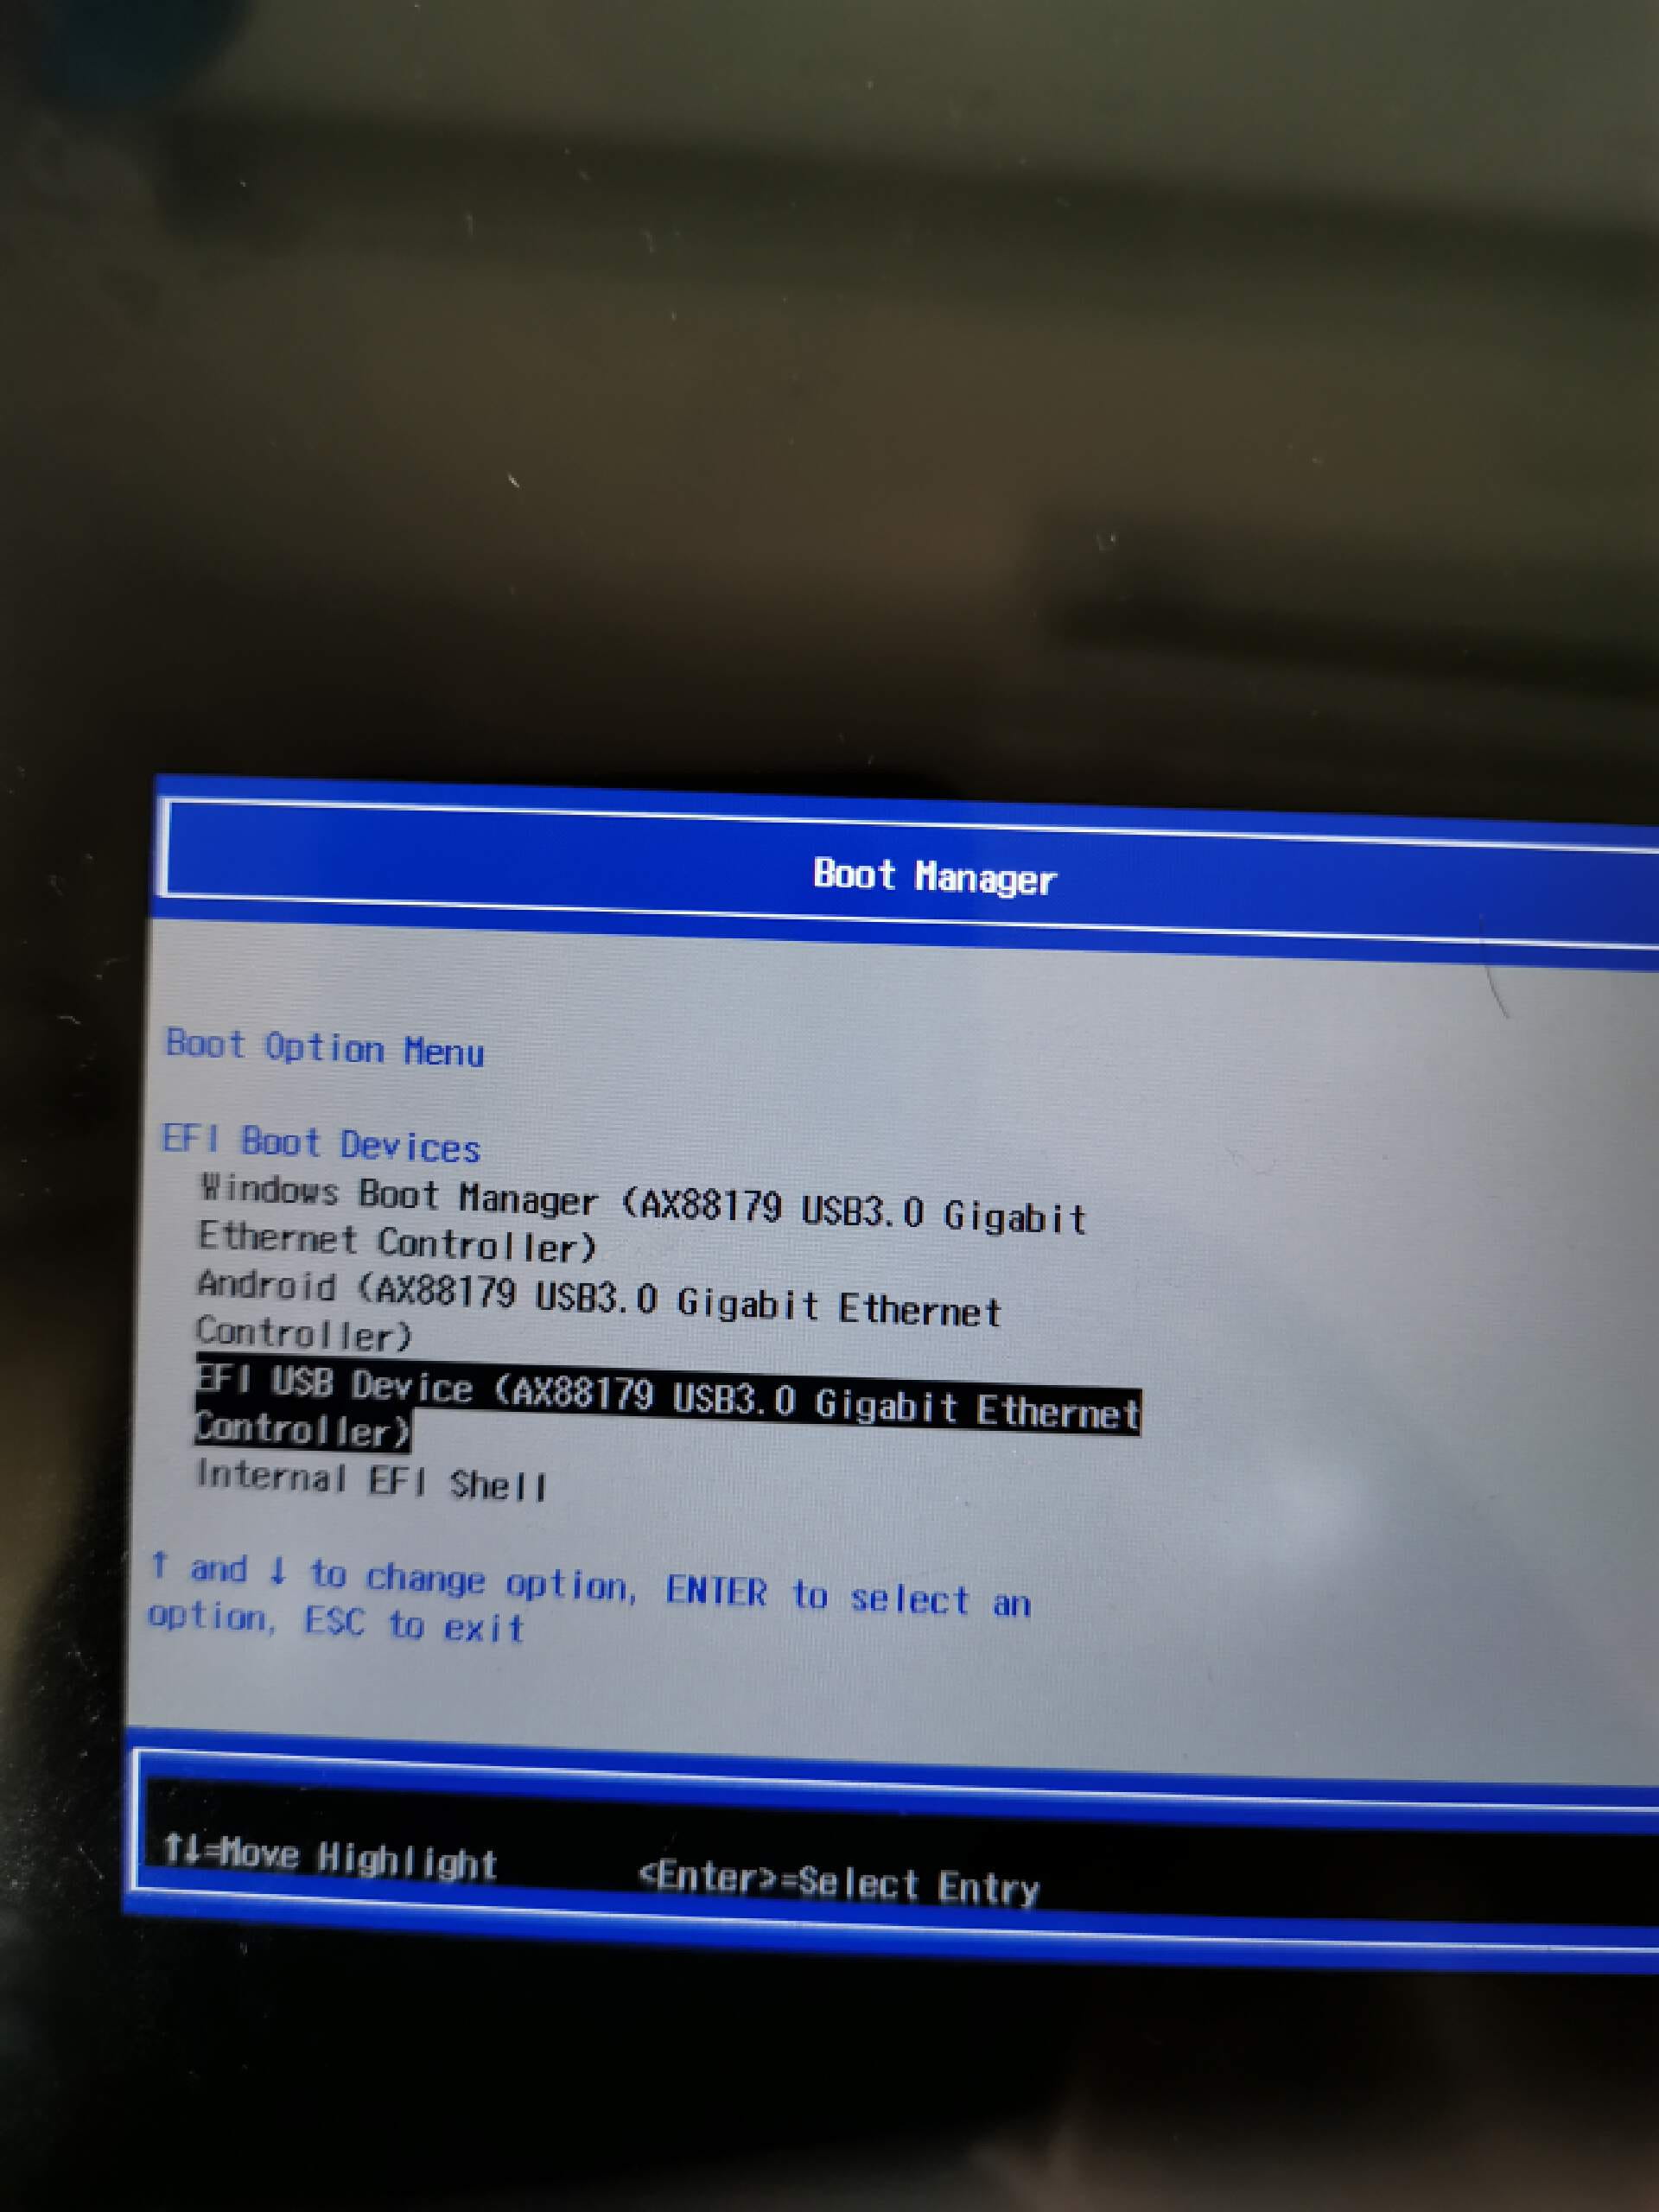 Boot Manager
Boot Option Menu
EFI Boot Devices
Windows Boot Manager (AX88179 USB3.0 Gigabit
Ethernet Controller)
Android (AX88179 USB3.0 Gigabit Ethernet
Controller)
EFI USB Device (AX88179 USB3.0 Gigabit Ethernet
Controller)
Internal EFI Shell
↑ and ↓ to change option, ENTER to select an
option, ESC to exit
↑↓=Move Highlight <Enter>=Select Entry